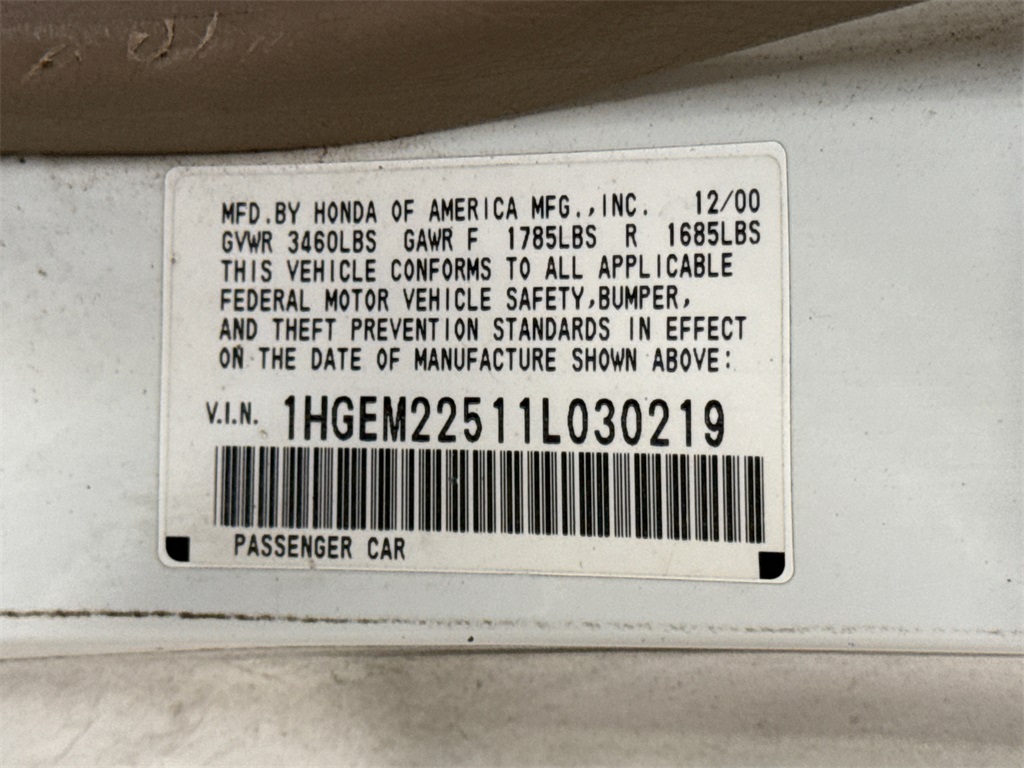 MFD.BY HONDA OF AMERICA MFG.,INC. 12/00
GVWR 3460LBS GAWR F 1785LBS R 1685LBS
THIS VEHICLE CONFORMS TO ALL APPLICABLE
FEDERAL MOTOR VEHICLE SAFETY,BUMPER,
AND THEFT PREVENTION STANDARDS IN EFFECT
ON THE DATE OF MANUFACTURE SHOWN ABOVE:
V.I.N. 1HGEM22511L030219
PASSENGER CAR